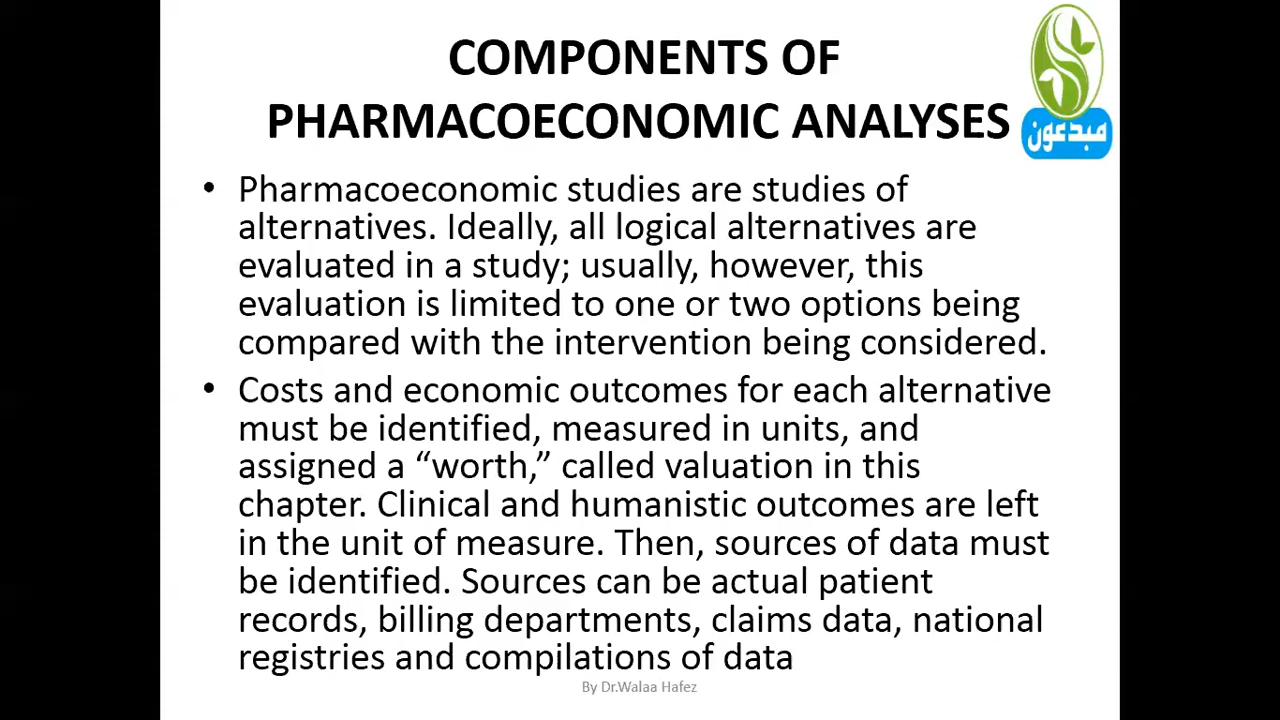 COMPONENTS OF
PHARMACOECONOMIC ANALYSES
مبدعون
• Pharmacoeconomic studies are studies of
alternatives. Ideally, all logical alternatives are
evaluated in a study; usually, however, this
evaluation is limited to one or two options being
compared with the intervention being considered.
• Costs and economic outcomes for each alternative
must be identified, measured in units, and
assigned a “worth,” called valuation in this
chapter. Clinical and humanistic outcomes are left
in the unit of measure. Then, sources of data must
be identified. Sources can be actual patient
records, billing departments, claims data, national
registries and compilations of data
By Dr.Walaa Hafez